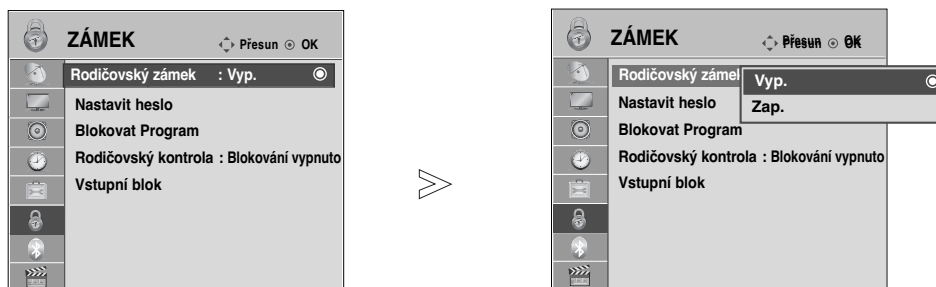 ZÁMEK
Přesun OK
Rodičovský zámek : Vyp.
Nastavit heslo
Blokovat Program
Rodičovský kontrola : Blokování vypnuto
Vstupní blok
ZÁMEK
Přesun OK
Rodičovský zámek
Vyp.
Nastavit heslo
Zap.
Blokovat Program
Rodičovský kontrola : Blokování vypnuto
Vstupní blok